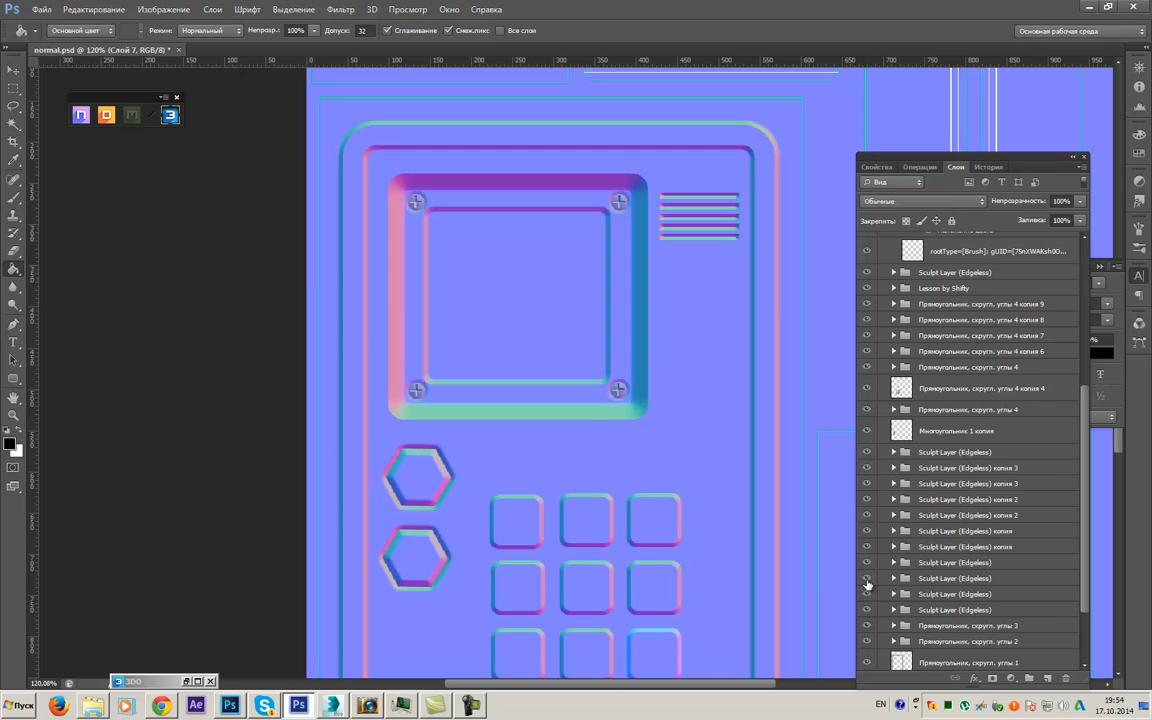 Файл Редактирование Изображение Слои Шрифт Выделение Фильтр 3D Просмотр Окно Справка
Основной цвет Режим: Нормальный Непрозр.: 100% Допуск: 32 Сглаживание Смеж.пикс Все слои Основная рабочая среда
normal.psd @ 120% (Слой 7, RGB/8) *
Свойства Операции Слои История
Вид
Обычные Непрозрачность: 100%
Закрепить: Заливка: 100%
rootType=[Brush]; gUID=[75nXWAKsh0O...
Sculpt Layer (Edgeless)
Lesson by Shifty
Прямоугольник, скругл. углы 4 копия 9
Прямоугольник, скругл. углы 4 копия 8
Прямоугольник, скругл. углы 4 копия 7
Прямоугольник, скругл. углы 4 копия 6
Прямоугольник, скругл. углы 4
Прямоугольник, скругл. углы 4 копия 4
Прямоугольник, скругл. углы 4
Многоугольник 1 копия
Sculpt Layer (Edgeless)
Sculpt Layer (Edgeless) копия 3
Sculpt Layer (Edgeless) копия 3
Sculpt Layer (Edgeless) копия 2
Sculpt Layer (Edgeless) копия 2
Sculpt Layer (Edgeless) копия
Sculpt Layer (Edgeless) копия
Sculpt Layer (Edgeless)
Sculpt Layer (Edgeless)
Sculpt Layer (Edgeless)
Sculpt Layer (Edgeless)
Прямоугольник, скругл. углы 3
Прямоугольник, скругл. углы 2
Прямоугольник, скругл. углы 1
120,08%
3DO
Пуск EN 19:54
17.10.2014